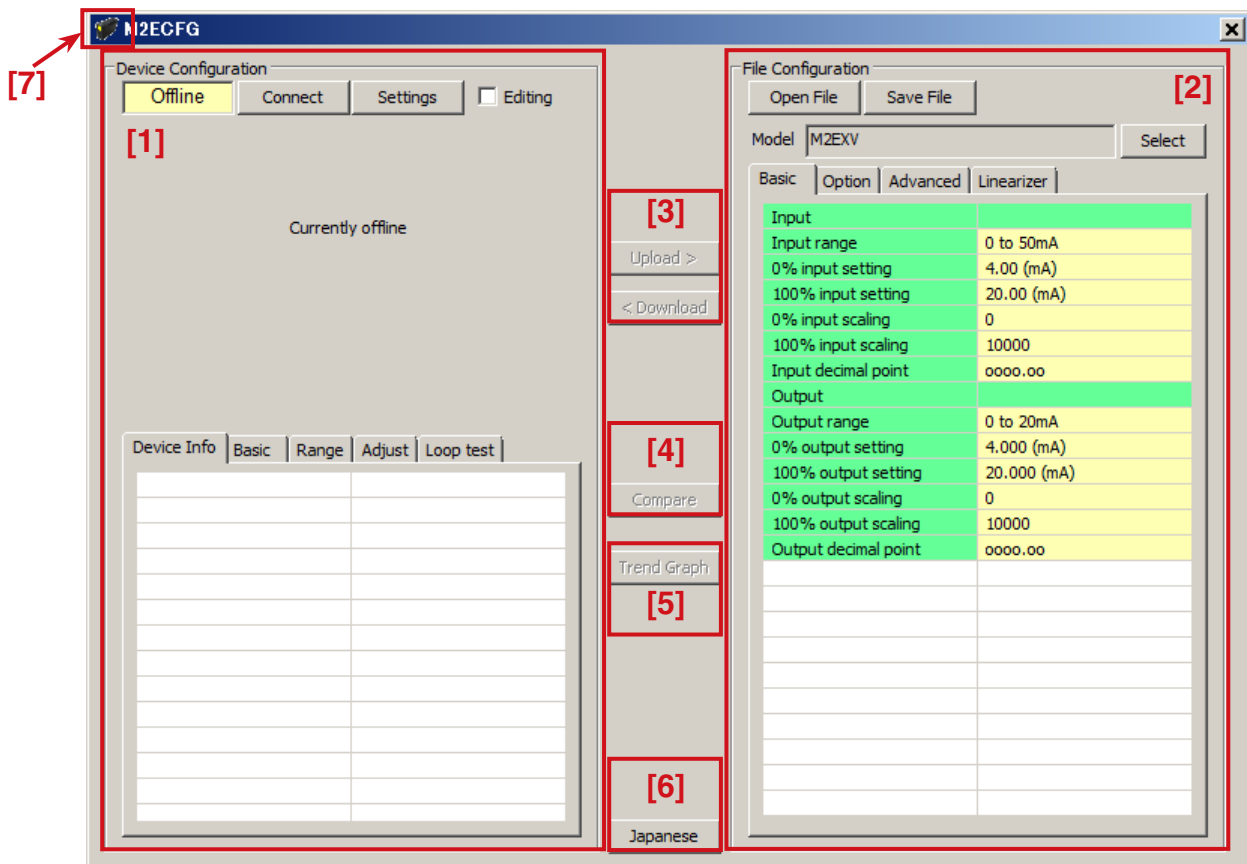 M2ECFG
[7]
Device Configuration
Offline Connect Settings Editing
[1]
Currently offline
Device Info Basic Range Adjust Loop test
[3]
Upload >
< Download
[4]
Compare
Trend Graph
[5]
[6]
Japanese
File Configuration
[2]
Open File Save File
Model M2EXV Select
Basic Option Advanced Linearizer
Input
Input range 0 to 50mA
0% input setting 4.00 (mA)
100% input setting 20.00 (mA)
0% input scaling 0
100% input scaling 10000
Input decimal point oooo.oo
Output
Output range 0 to 20mA
0% output setting 4.000 (mA)
100% output setting 20.000 (mA)
0% output scaling 0
100% output scaling 10000
Output decimal point oooo.oo